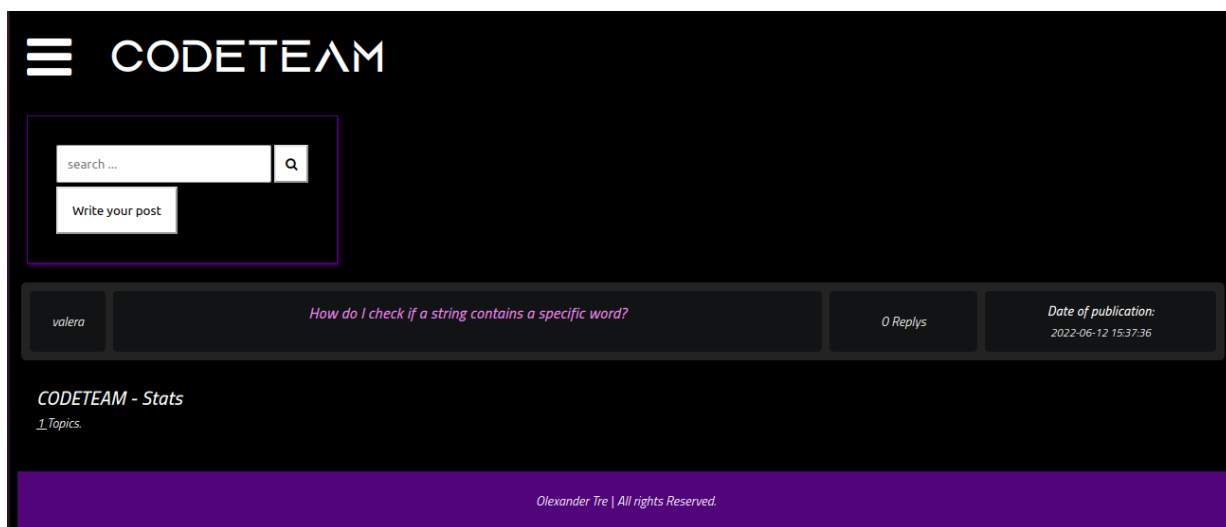 CODETEAM
search ...
Write your post
valera
How do I check if a string contains a specific word?
0 Replys
Date of publication:
2022-06-12 15:37:36
CODETEAM - Stats
1 Topics.
Olexander Tre | All rights Reserved.